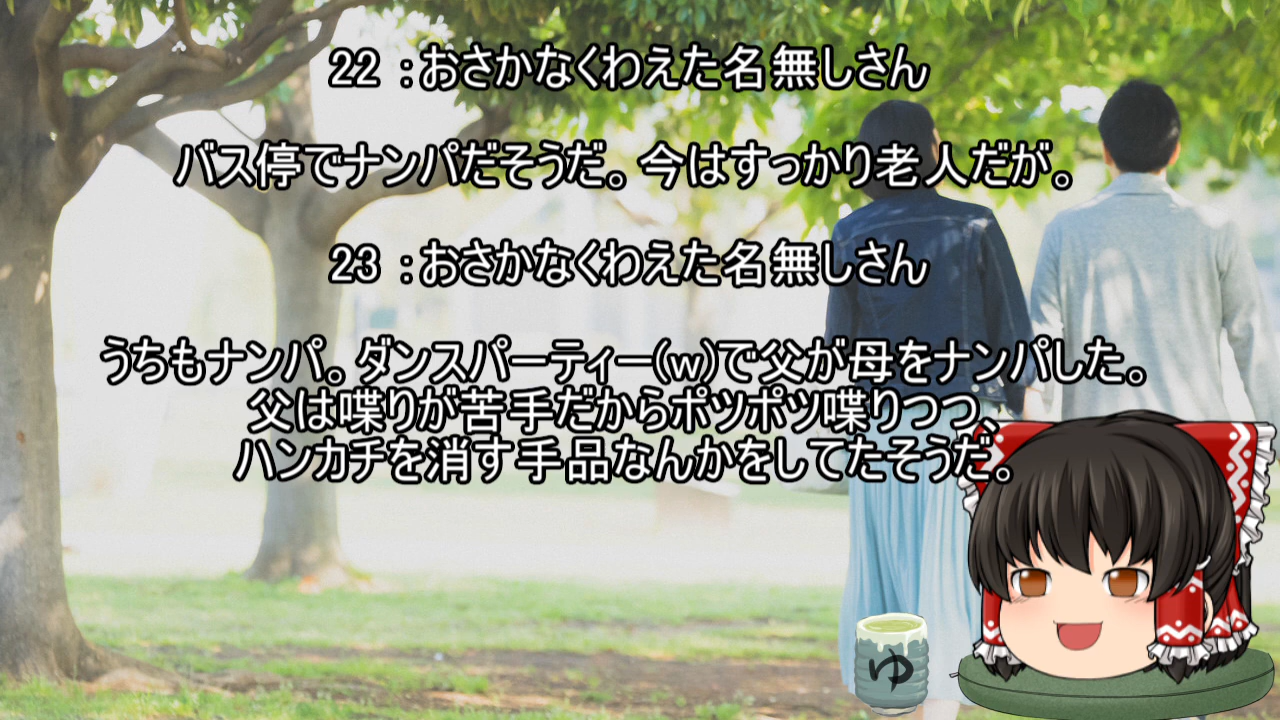 22 :おさかなくわえた名無しさん
バス停でナンパだそうだ。今はすっかり老人だが。
23 :おさかなくわえた名無しさん
うちもナンパ。ダンスパーティー(w)で父が母をナンパした。
父は喋りが苦手だからポツポツ喋りつつ、
ハンカチを消す手品なんかをしてたそうだ。
ゆ